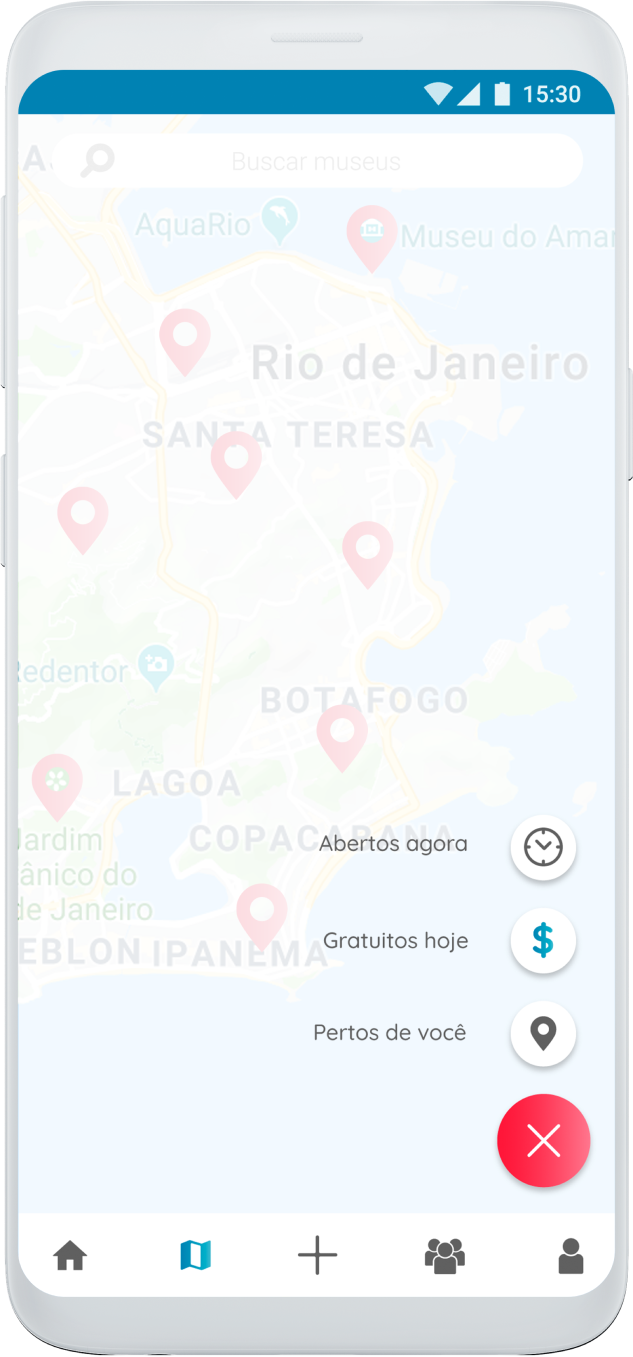 15:30
A
Buscar museus
AquaRio
Museu do Amar
Rio de Janeiro
SANTA TERESA
Redentor
BOTAFOGO
LAGOA
COPACABANA
Abertos agora
Jardim
ânico do
de Janeiro
Gratuitos hoje
EBLON IPANEMA
Pertos de você